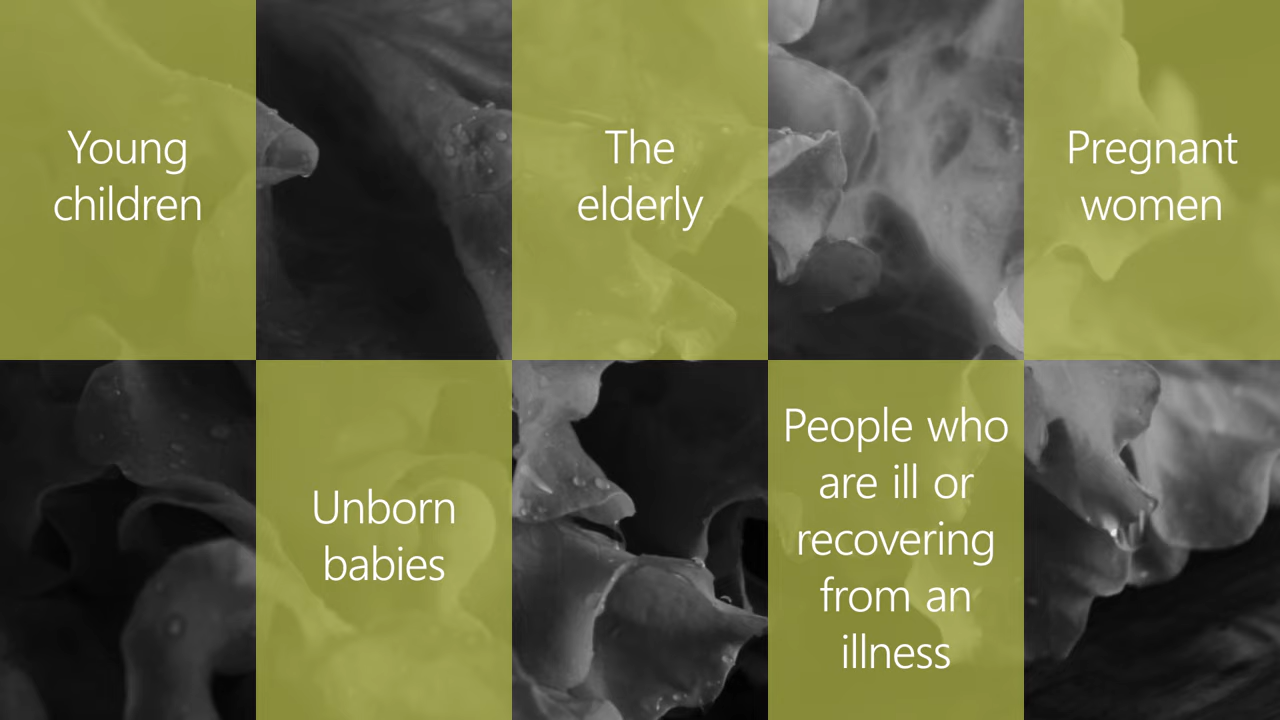 Young
children
The
elderly
Pregnant
women
Unborn
babies
People who
are ill or
recovering
from an
illness